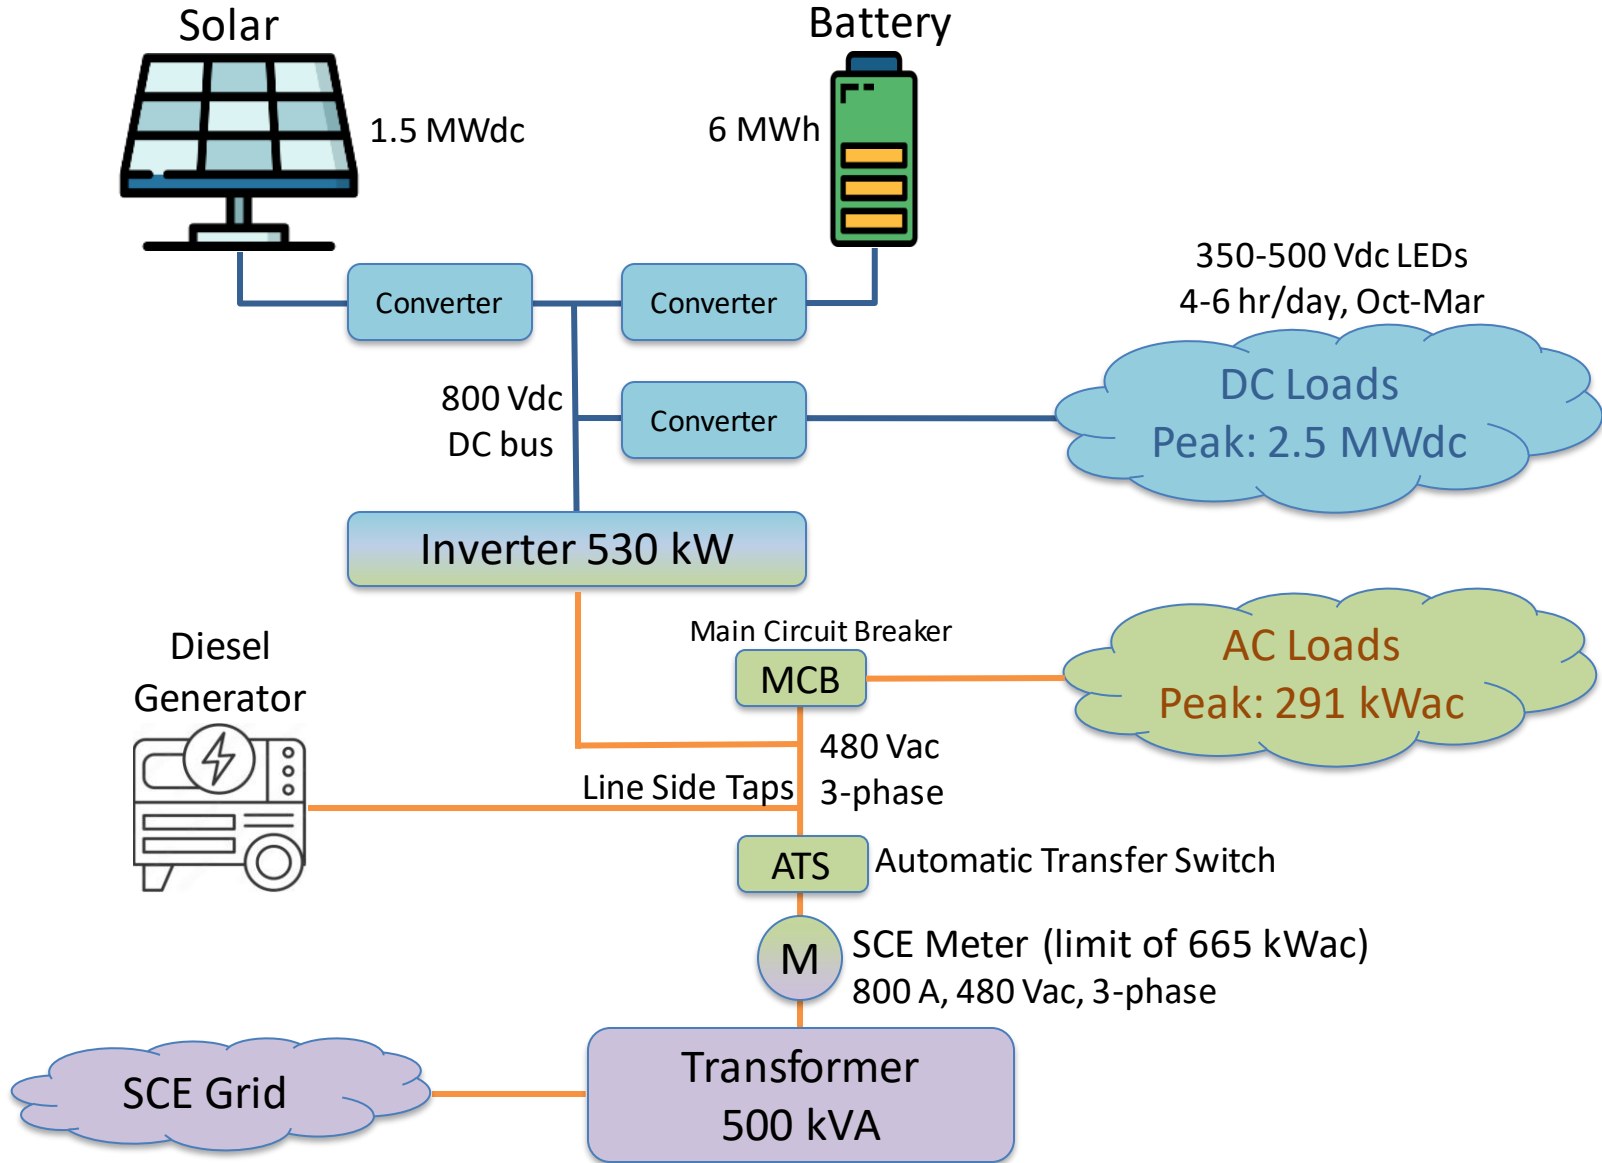 Solar
Battery
1.5 MWdc
6 MWh
Converter
Converter
350-500 Vdc LEDs
4-6 hr/day, Oct-Mar
800 Vdc
DC bus
Converter
DC Loads
Peak: 2.5 MWdc
Inverter 530 kW
Diesel
Generator
Main Circuit Breaker
MCB
AC Loads
Peak: 291 kWac
480 Vac
3-phase
Line Side Taps
ATS
Automatic Transfer Switch
M
SCE Meter (limit of 665 kWac)
800 A, 480 Vac, 3-phase
SCE Grid
Transformer
500 kVA